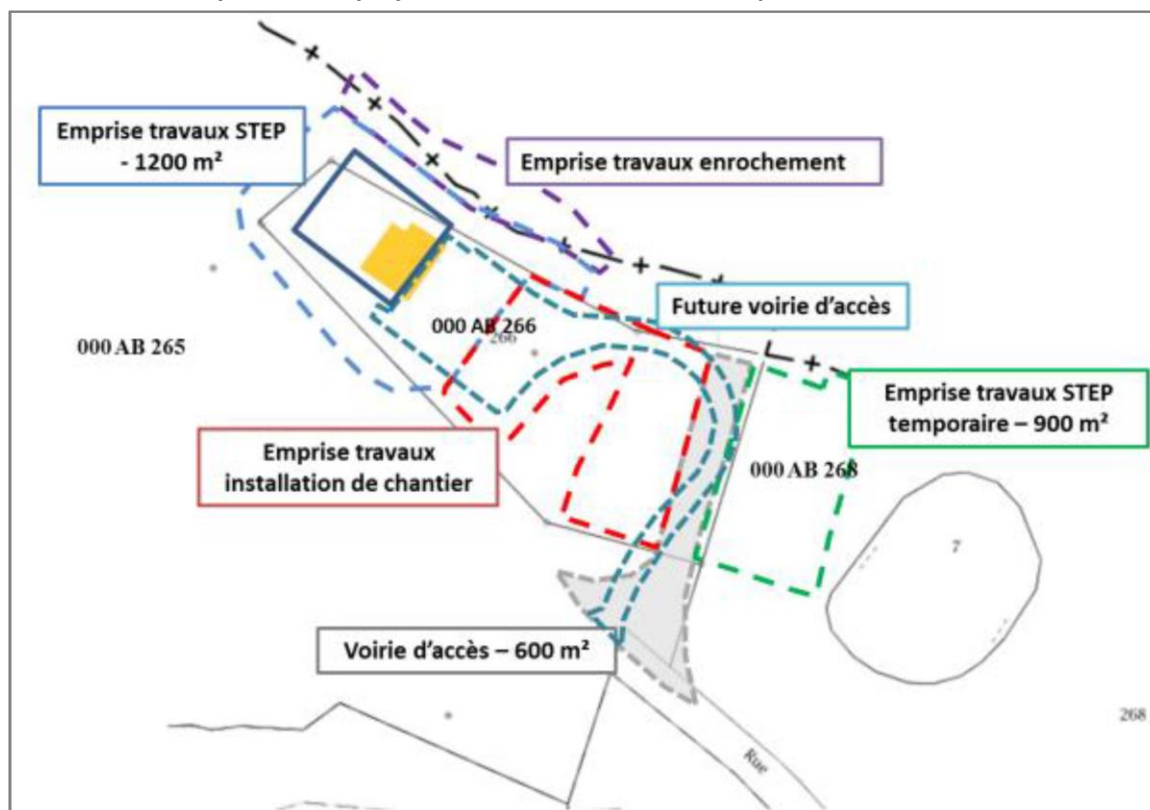 Emprise travaux STEP
- 1200 m²
Emprise travaux enrochement
Future voirie d'accès
000 AB 266
266
000 AB 265
Emprise travaux STEP
temporaire – 900 m²
Emprise travaux
installation de chantier
000 AB 268
7
Voirie d'accès – 600 m²
268
Rue